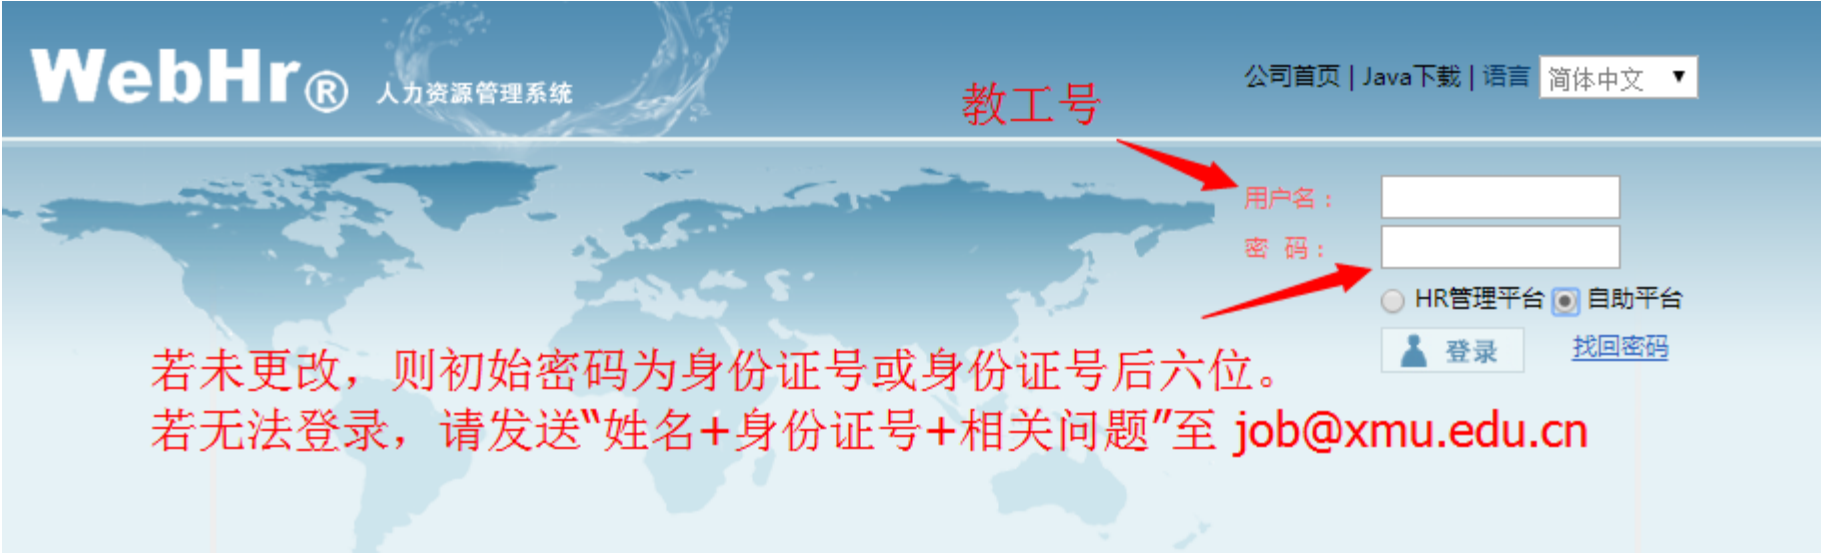 WebHr® 人力资源管理系统
公司首页 | Java下载 | 语言 简体中文
教工号
用户名：
密 码：
HR管理平台 自助平台
登录 找回密码
若未更改，则初始密码为身份证号或身份证号后六位。
若无法登录，请发送“姓名+身份证号+相关问题”至 job@xmu.edu.cn